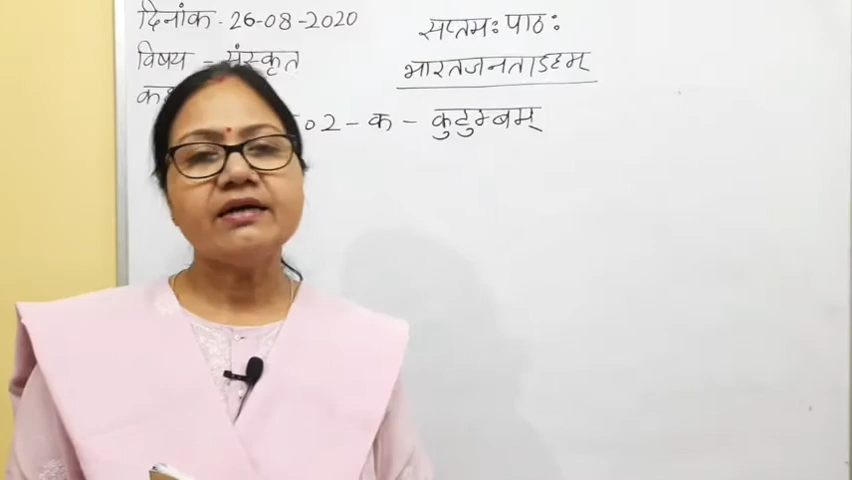 दिनांक - 26-08-2020
विषय - संस्कृत
02 - क - कुटुम्बम्
सप्तमः पाठः
भारतजनताऽहम्